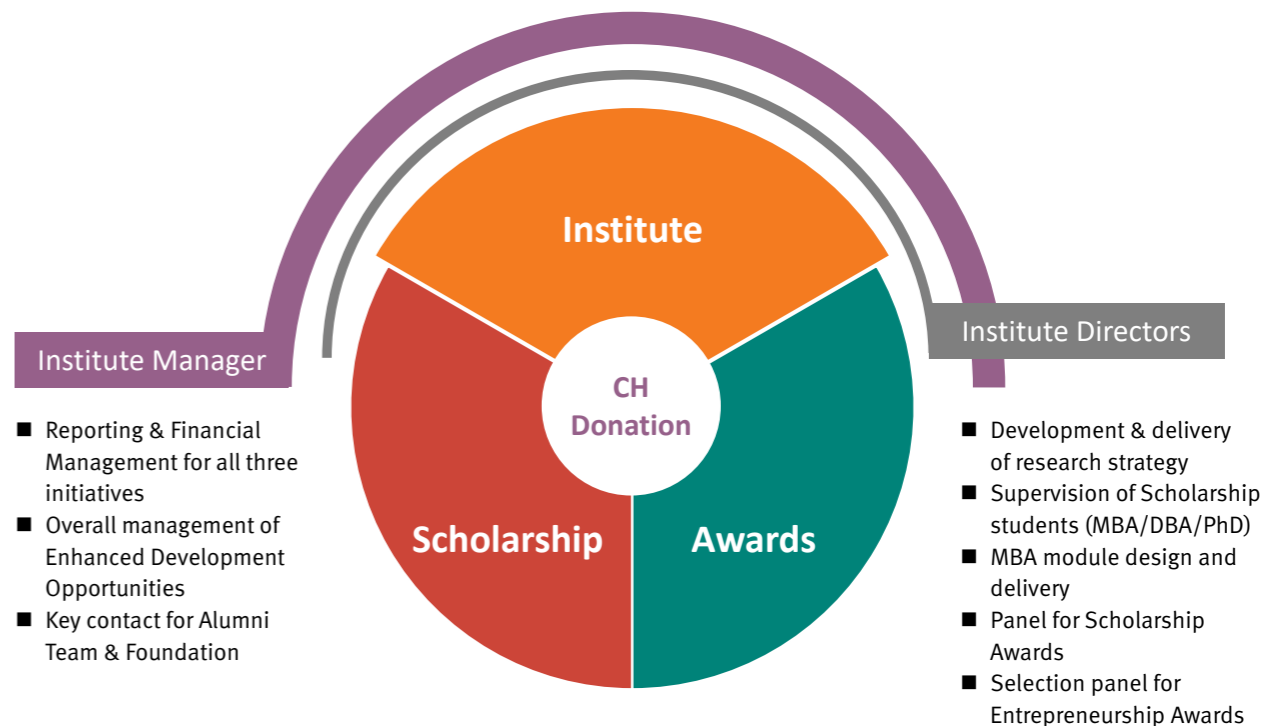 Institute
CH
Donation
Scholarship
Awards
Institute Manager
■ Reporting & Financial
Management for all three
initiatives
■ Overall management of
Enhanced Development
Opportunities
■ Key contact for Alumni
Team & Foundation
Institute Directors
■ Development & delivery
of research strategy
■ Supervision of Scholarship
students (MBA/DBA/PhD)
■ MBA module design and
delivery
■ Panel for Scholarship
Awards
■ Selection panel for
Entrepreneurship Awards